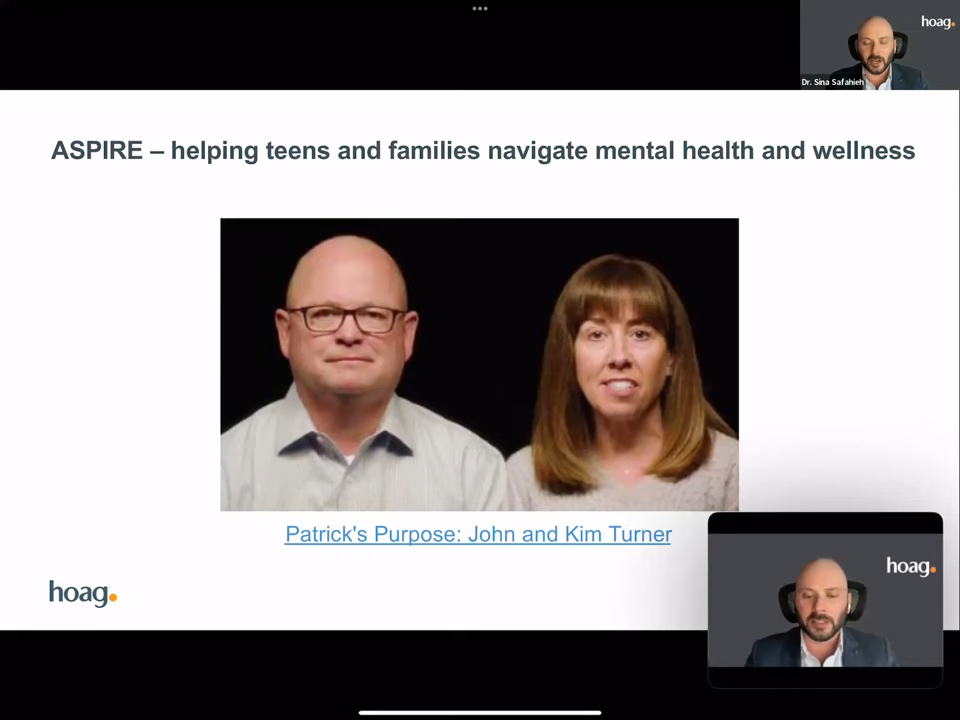 hoag.
Dr. Sina Safahieh
ASPIRE – helping teens and families navigate mental health and wellness
Patrick's Purpose: John and Kim Turner
hoag.
hoag.